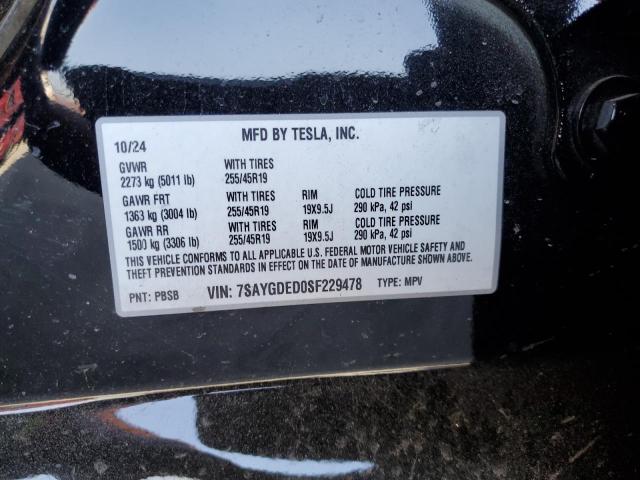 10/24 MFD BY TESLA, INC.
GVWR WITH TIRES
2273 kg (5011 lb) 255/45R19
GAWR FRT WITH TIRES RIM COLD TIRE PRESSURE
1363 kg (3004 lb) 255/45R19 19X9.5J 290 kPa, 42 psi
GAWR RR WITH TIRES RIM COLD TIRE PRESSURE
1500 kg (3306 lb) 255/45R19 19X9.5J 290 kPa, 42 psi
THIS VEHICLE CONFORMS TO ALL APPLICABLE U.S. FEDERAL MOTOR VEHICLE SAFETY AND
THEFT PREVENTION STANDARDS IN EFFECT ON THE DATE OF MANUFACTURE SHOWN ABOVE.
PNT: PBSB VIN: 7SAYGDED0SF229478 TYPE: MPV